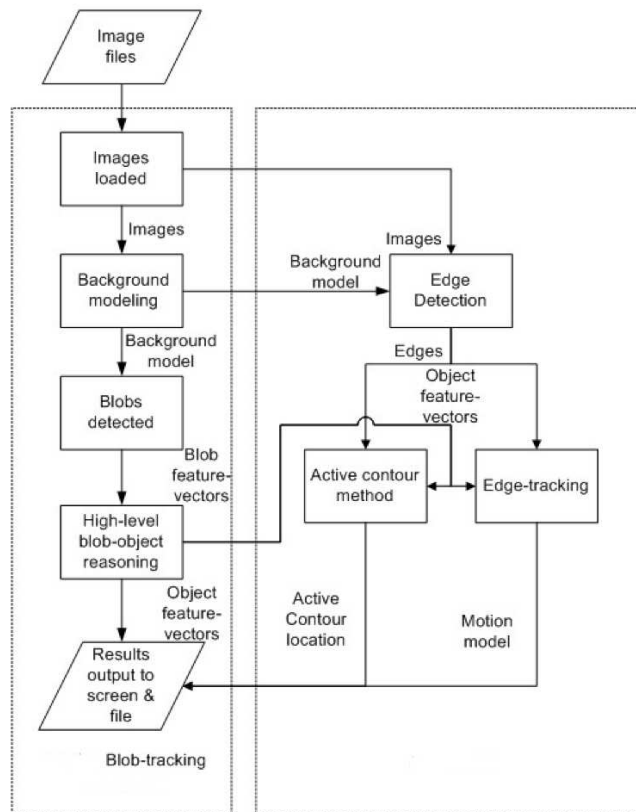 Image
files
Images
loaded
Images
Images
Background
modeling
Background
model
Edge
Detection
Background
model
Edges
Object
feature-
vectors
Blobs
detected
Blob
feature-
vectors
Active contour
method
Edge-tracking
High-level
blob-object
reasoning
Object
feature-
vectors
Active
Contour
location
Motion
model
Results
output to
screen &
file
Blob-tracking